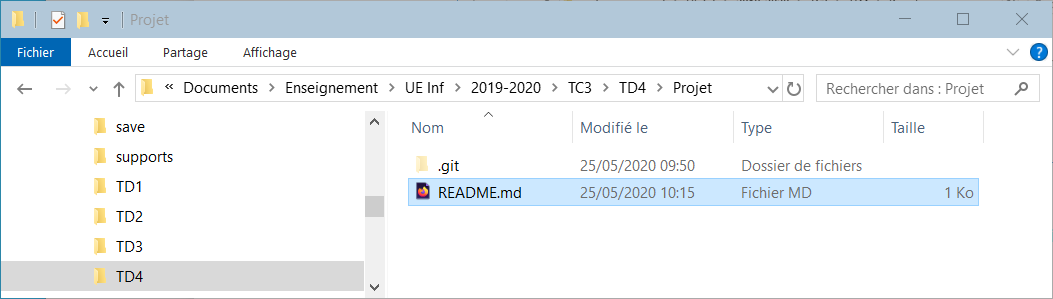 Projet
Fichier Accueil Partage Affichage
« Documents Enseignement UE Inf 2019-2020 TC3 TD4 Projet Rechercher dans : Projet
save
supports
TD1
TD2
TD3
TD4
Nom Modifié le Type Taille
.git 25/05/2020 09:50 Dossier de fichiers
README.md 25/05/2020 10:15 Fichier MD 1 Ko